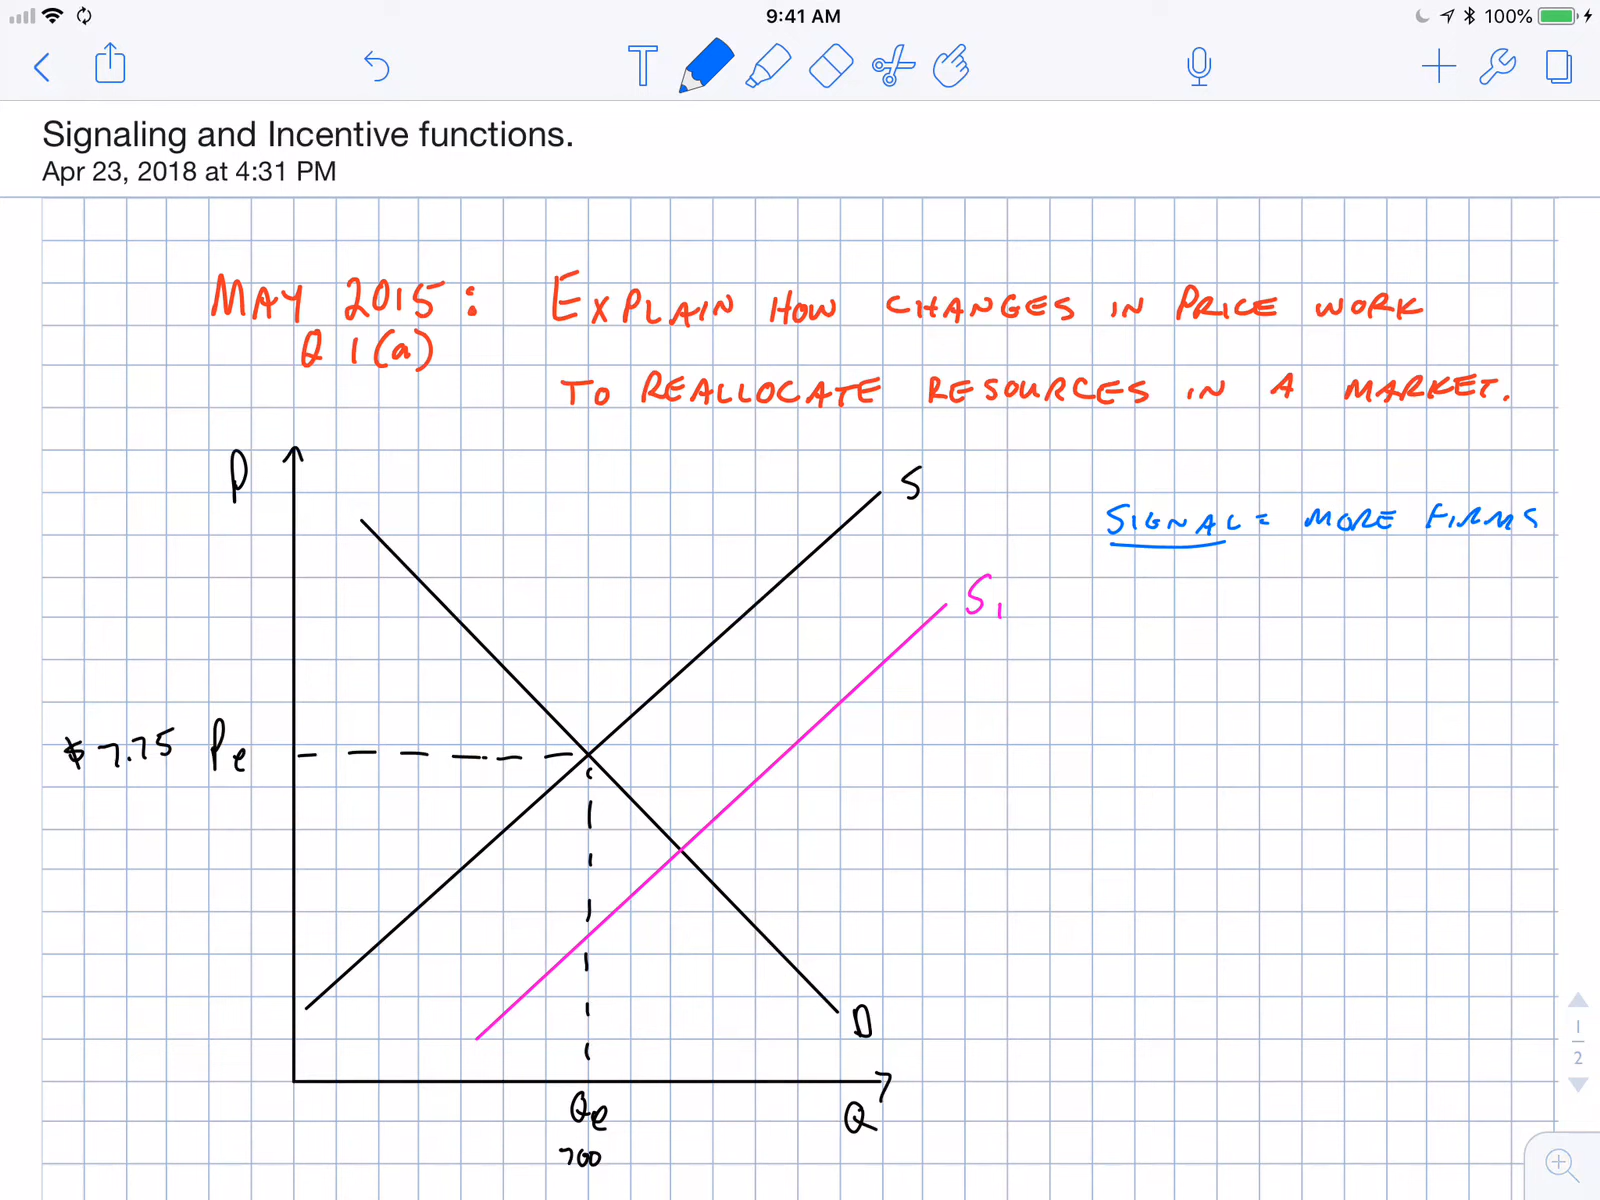 9:41 AM
100%
T
Signaling and Incentive functions.
Apr 23, 2018 at 4:31 PM
MAY 2015: EXPLAIN HOW CHANGES IN PRICE WORK
Q 1(a)
TO REALLOCATE RESOURCES IN A MARKET.
P
S
SIGNAL = MORE FIRMS
S1
$7.75 Pe
D
Qe
Q
700
1
2